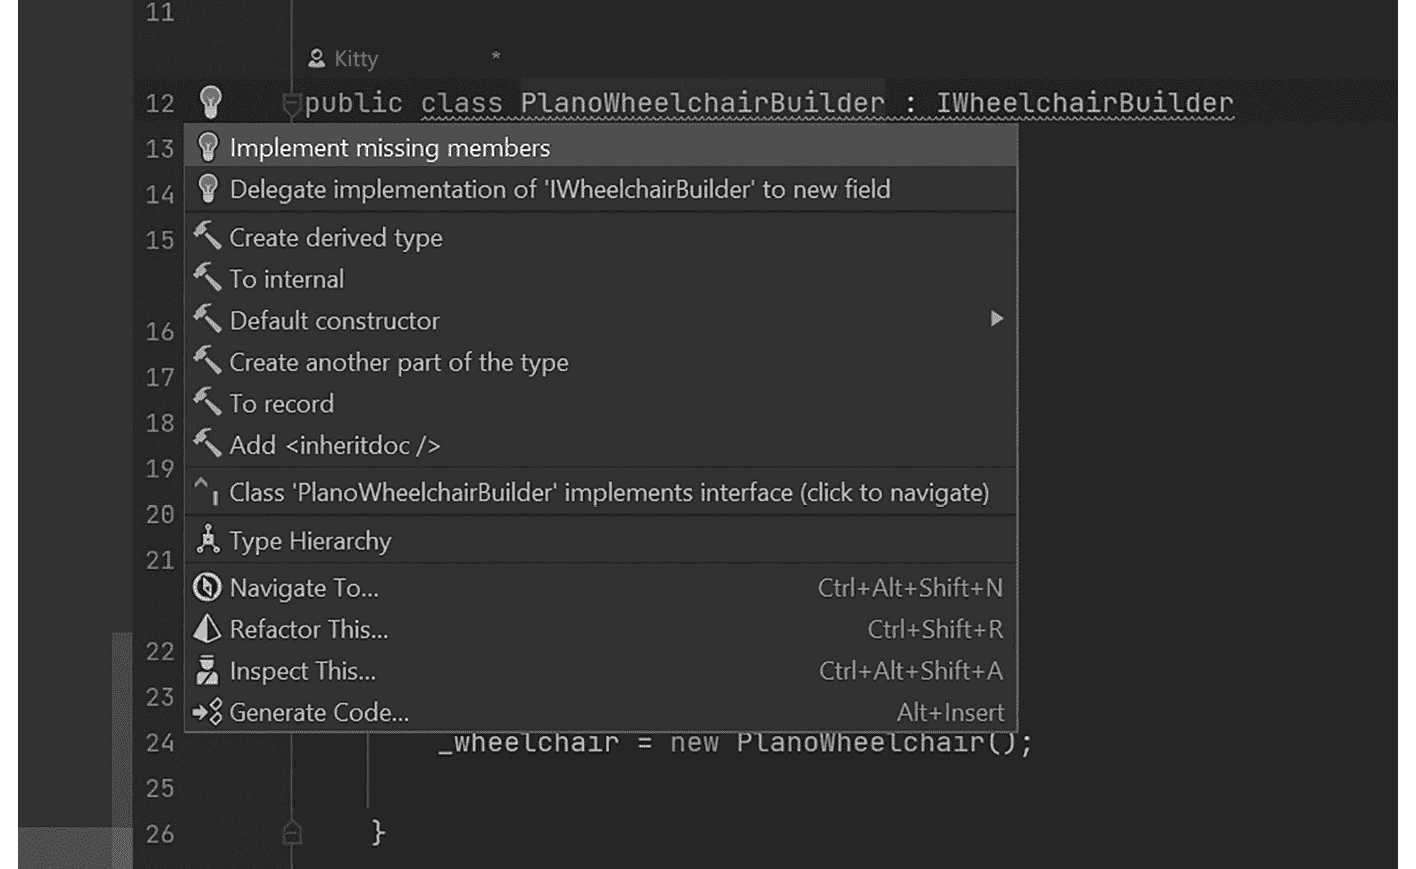 11
Kitty *
12 public class PlanoWheelchairBuilder : IWheelchairBuilder
13 Implement missing members
14 Delegate implementation of 'IWheelchairBuilder' to new field
15 Create derived type
To internal
16 Default constructor
17 Create another part of the type
18 To record
19 Add <inheritdoc />
20 Class 'PlanoWheelchairBuilder' implements interface (click to navigate)
21 Type Hierarchy
Navigate To... Ctrl+Alt+Shift+N
22 Refactor This... Ctrl+Shift+R
23 Inspect This... Ctrl+Alt+Shift+A
Generate Code... Alt+Insert
24 _wheelchair = new PlanoWheelchair();
25
26 }